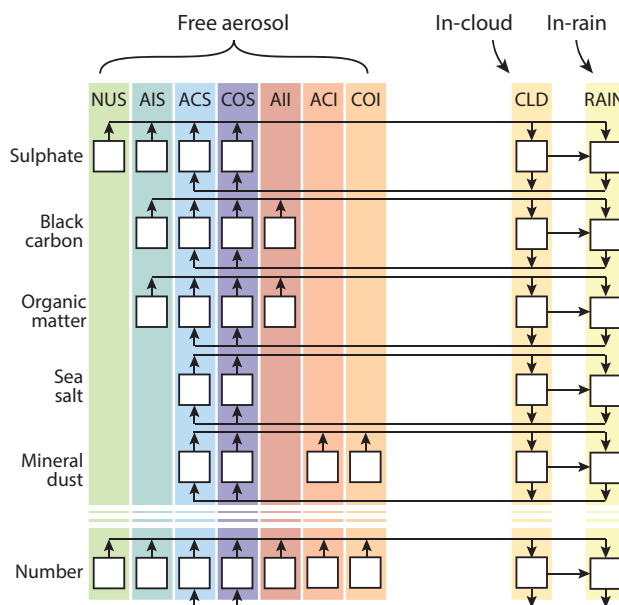 Free aerosol In-cloud In-rain
NUS AIS ACS COS AII ACI COI CLD RAIN
Sulphate
Black
carbon
Organic
matter
Sea
salt
Mineral
dust
Number